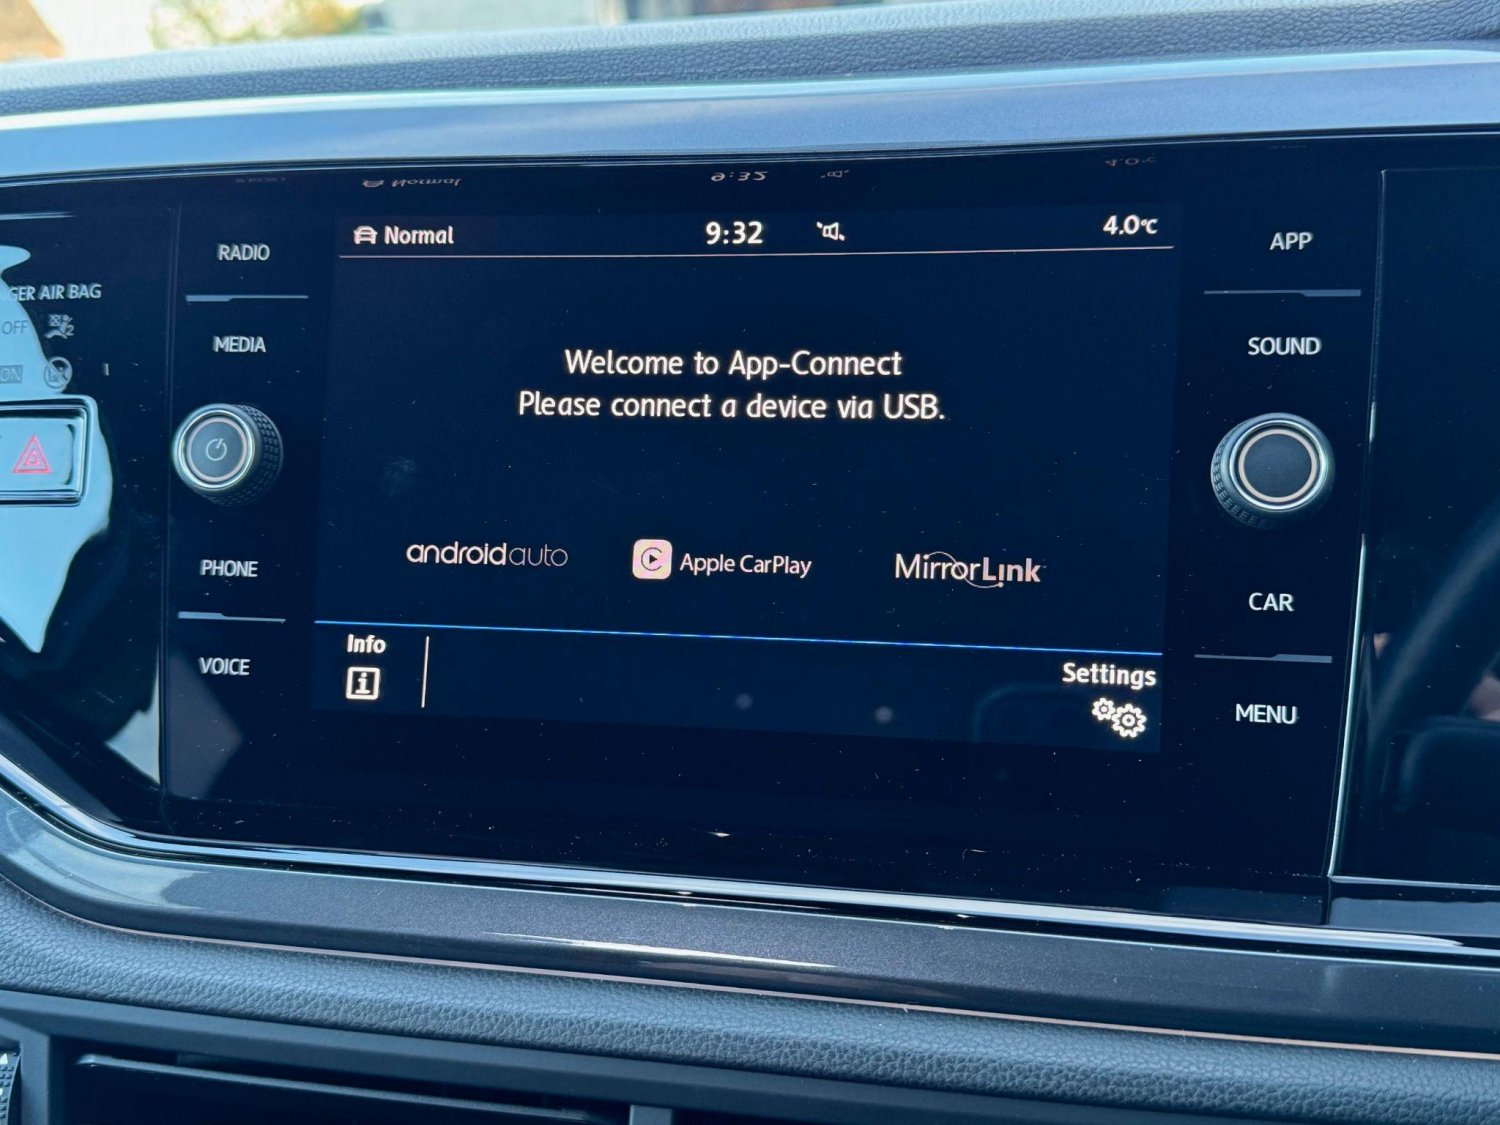 Normal
9:32
4.0°C
RADIO
MEDIA
PHONE
VOICE
AIR BAG
OFF
ON
Welcome to App-Connect
Please connect a device via USB.
androidauto
Apple CarPlay
MirrorLink
Info
Settings
APP
SOUND
CAR
MENU